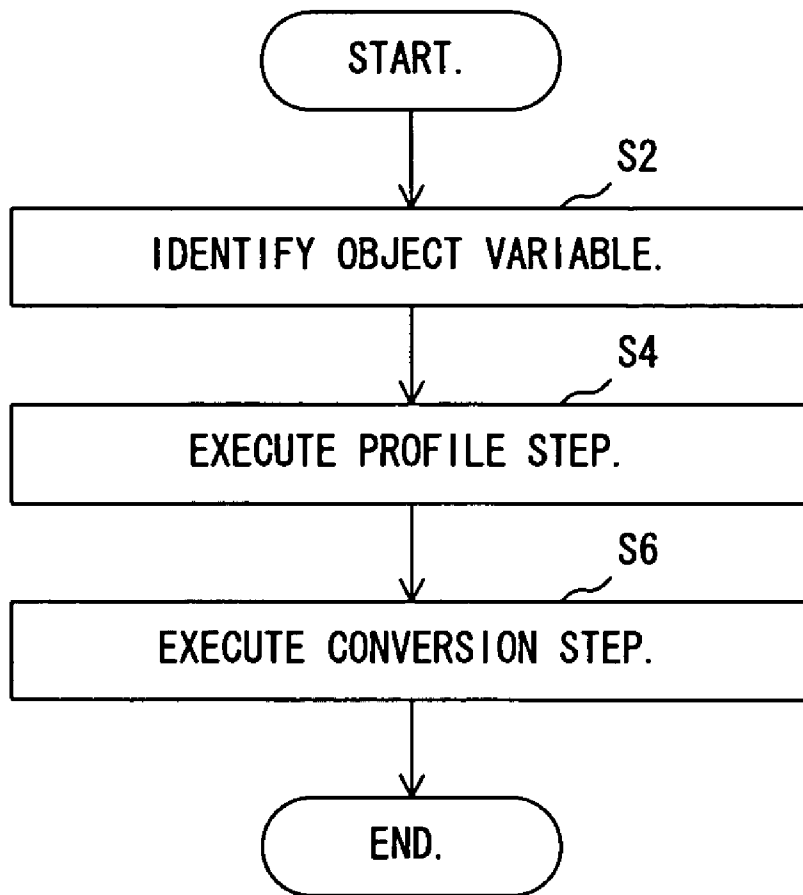 START.
S2
IDENTIFY OBJECT VARIABLE.
S4
EXECUTE PROFILE STEP.
S6
EXECUTE CONVERSION STEP.
END.